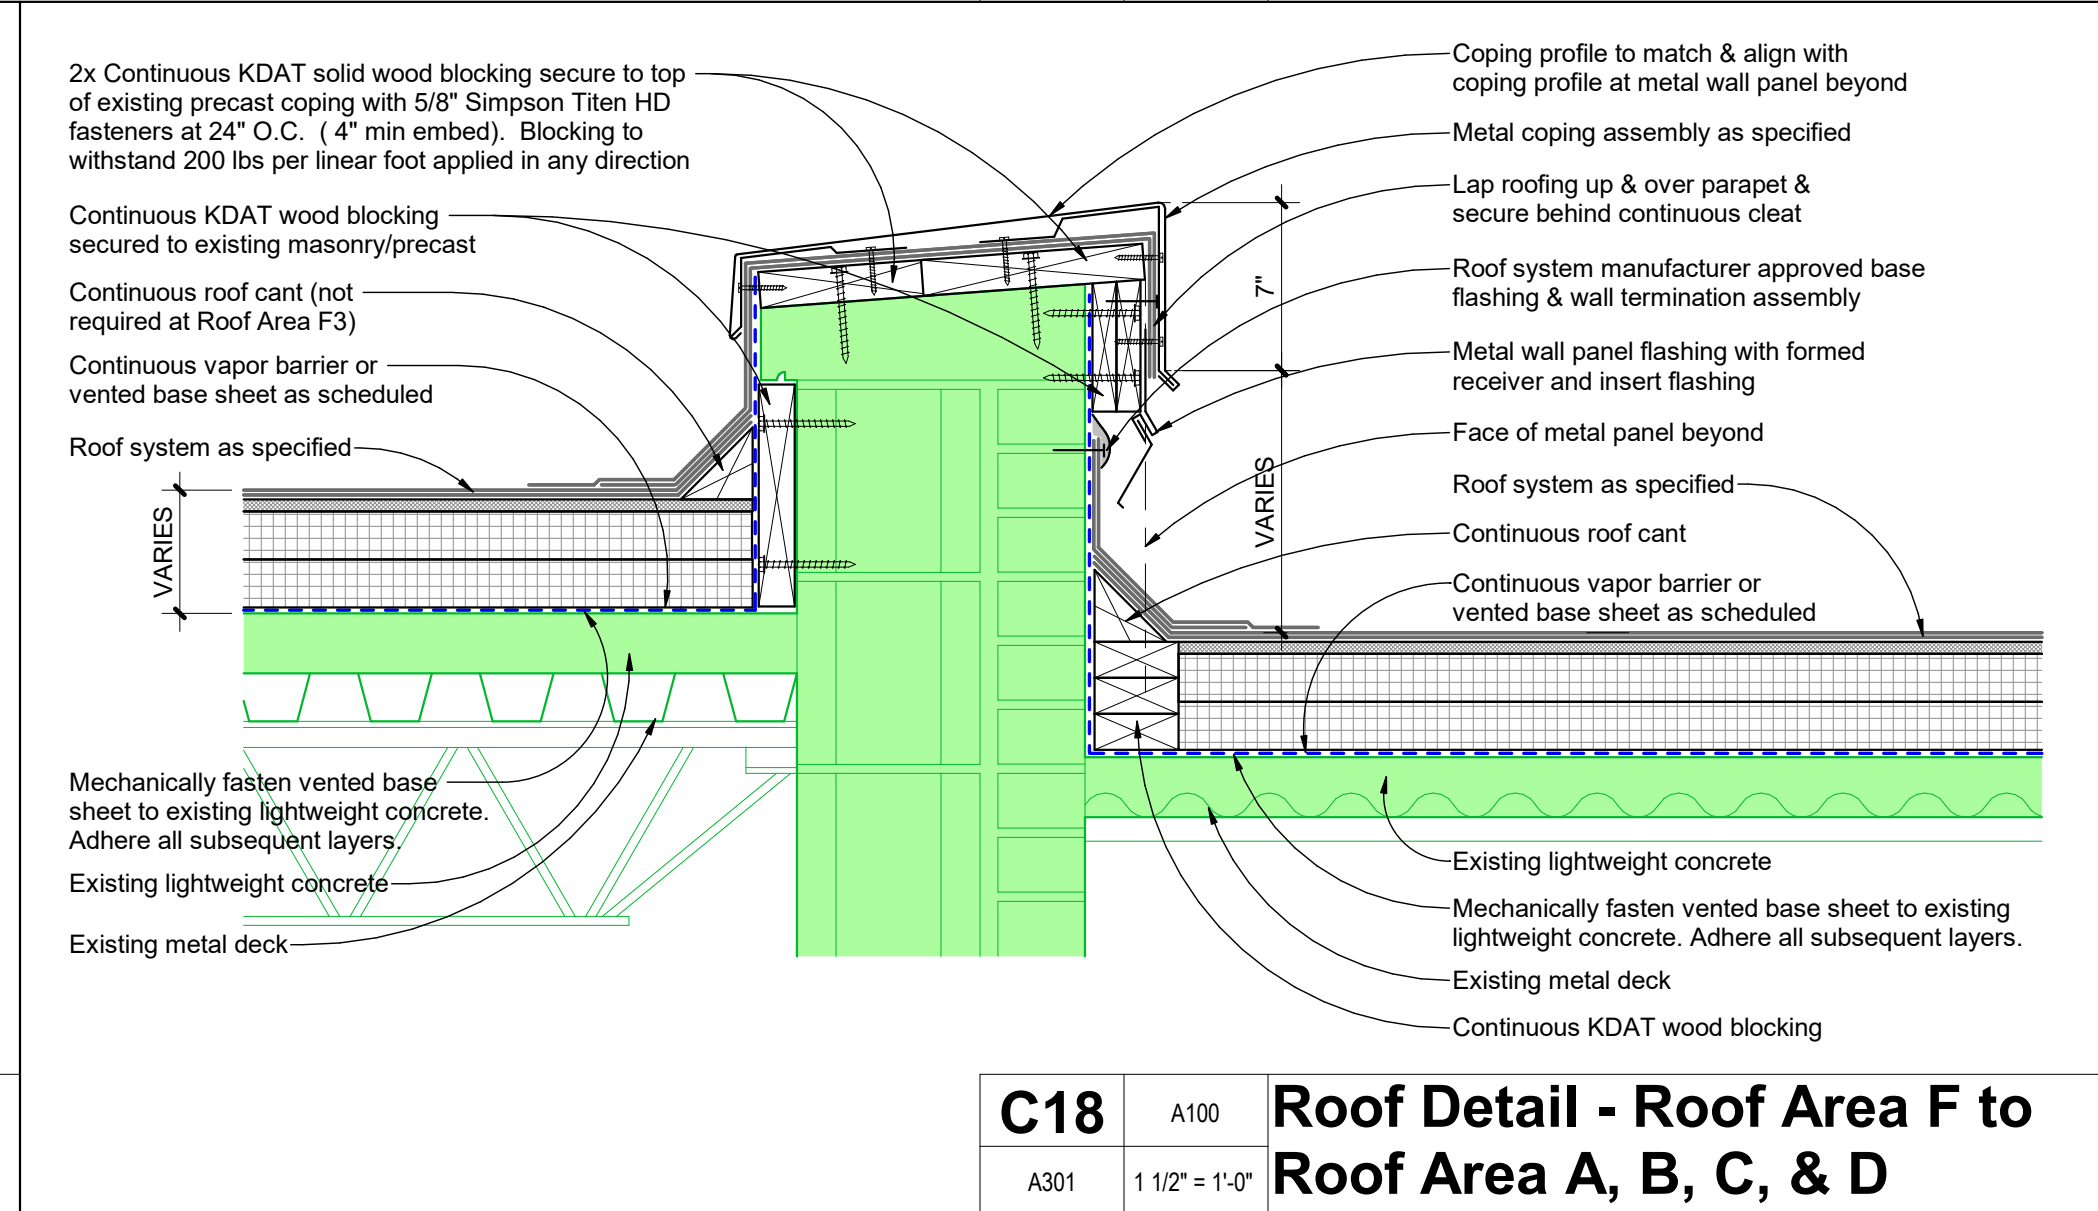 2x Continuous KDAT solid wood blocking secure to top
of existing precast coping with 5/8" Simpson Titen HD
fasteners at 24" O.C.  ( 4" min embed).  Blocking to
withstand 200 lbs per linear foot applied in any direction
Continuous KDAT wood blocking
secured to existing masonry/precast
Continuous roof cant (not
required at Roof Area F3)
Continuous vapor barrier or
vented base sheet as scheduled
Roof system as specified
VARIES
Mechanically fasten vented base
sheet to existing lightweight concrete.
Adhere all subsequent layers.
Existing lightweight concrete
Existing metal deck
Coping profile to match & align with
coping profile at metal wall panel beyond
Metal coping assembly as specified
Lap roofing up & over parapet &
secure behind continuous cleat
Roof system manufacturer approved base
flashing & wall termination assembly
Metal wall panel flashing with formed
receiver and insert flashing
Face of metal panel beyond
Roof system as specified
Continuous roof cant
Continuous vapor barrier or
vented base sheet as scheduled
7"
VARIES
Existing lightweight concrete
Mechanically fasten vented base sheet to existing
lightweight concrete. Adhere all subsequent layers.
Existing metal deck
Continuous KDAT wood blocking
C18
A100
A301
1 1/2" = 1'-0"
Roof Detail - Roof Area F to
Roof Area A, B, C, & D